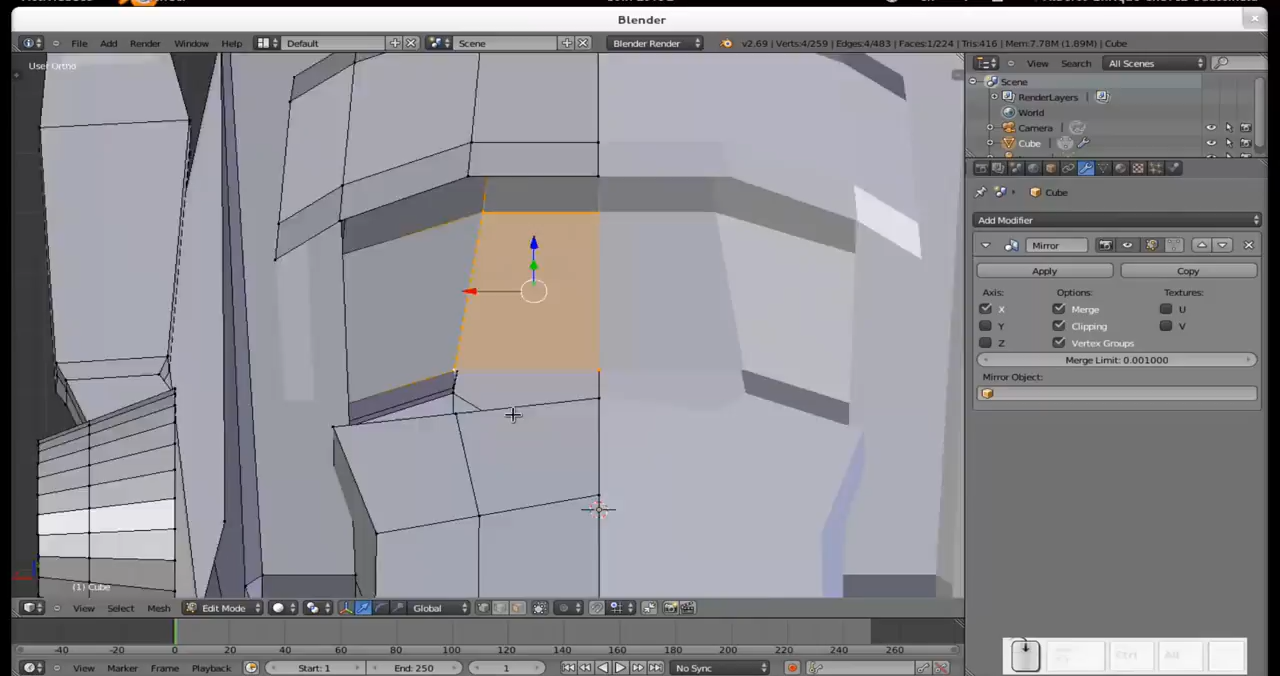 Blender
File Add Render Window Help Default Scene Blender Render v2.69 | Verts:4/259 | Edges:4/483 | Faces:1/224 | Tris:416 | Mem:7.78M (1.89M) | Cube
User Ortho
View Search All Scenes
Scene
RenderLayers
World
Camera
Cube
Cube
Add Modifier
Mirror
Apply Copy
Axis: Options: Textures:
X Merge U
Y Clipping V
Z Vertex Groups
Merge Limit: 0.001000
Mirror Object:
(1) Cube
View Select Mesh Edit Mode Global
-40 -20 0 20 40 60 80 100 120 140 160 180 200 220 240 260
View Marker Frame Playback Start: 1 End: 250 1 No Sync
Ctrl Alt